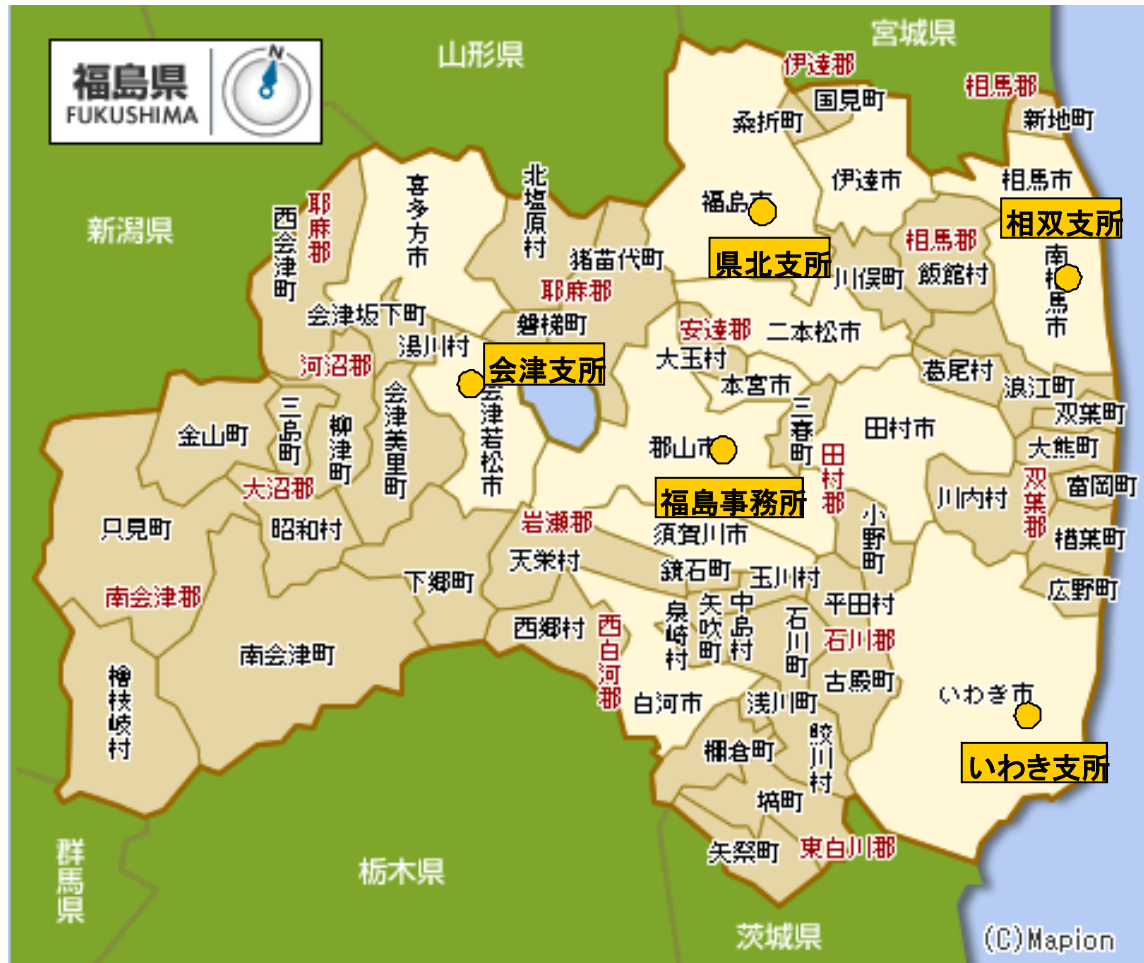 福島県
FUKUSHIMA
N
山形県
宮城県
新潟県
群馬県
栃木県
茨城県
伊達郡
国見町
桑折町
相馬郡
新地町
伊達市
相馬市
福島市
県北支所
相双支所
南相馬市
相馬郡
飯館村
川俣町
喜多方市
北塩原村
耶麻郡
西会津町
猪苗代町
耶麻郡
磐梯町
会津坂下町
湯川村
河沼郡
会津支所
会津若松市
安達郡
大玉村
二本松市
本宮市
葛尾村
浪江町
双葉町
大熊町
富岡町
双葉郡
楢葉町
広野町
川内村
田村市
三春町
田村郡
小野町
郡山市
福島事務所
金山町
三島町
柳津町
会津美里町
大沼郡
昭和村
只見町
南会津郡
檜枝岐村
南会津町
下郷町
岩瀬郡
天栄村
須賀川市
鏡石町
玉川村
平田村
西郷村
西白河郡
泉崎村
矢吹町
中島村
石川町
石川郡
古殿町
白河市
浅川町
鮫川村
棚倉町
塙町
矢祭町
東白川郡
いわき市
いわき支所
(C)Mapion